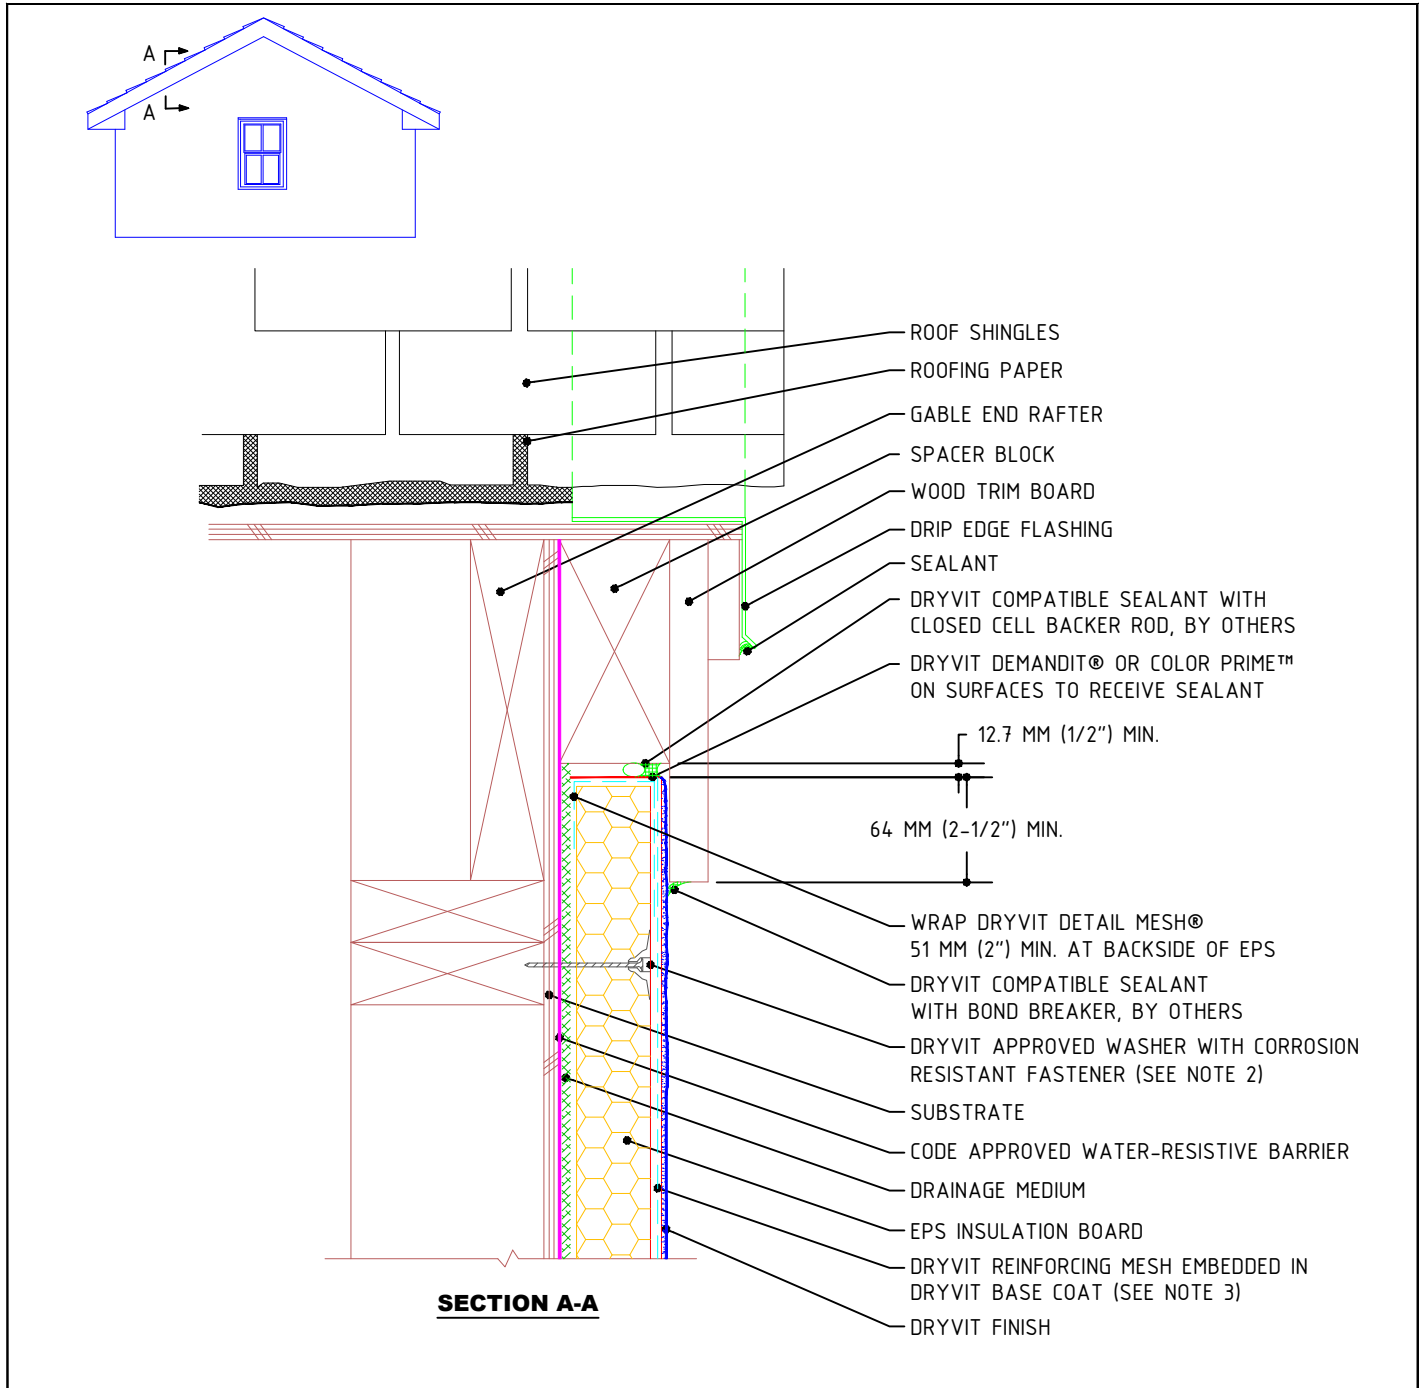 A
A
ROOF SHINGLES
ROOFING PAPER
GABLE END RAFTER
SPACER BLOCK
WOOD TRIM BOARD
DRIP EDGE FLASHING
SEALANT
DRYVIT COMPATIBLE SEALANT WITH
CLOSED CELL BACKER ROD, BY OTHERS
DRYVIT DEMANDIT® OR COLOR PRIME™
ON SURFACES TO RECEIVE SEALANT
12.7 MM (1/2") MIN.
64 MM (2-1/2") MIN.
WRAP DRYVIT DETAIL MESH®
51 MM (2") MIN. AT BACKSIDE OF EPS
DRYVIT COMPATIBLE SEALANT
WITH BOND BREAKER, BY OTHERS
DRYVIT APPROVED WASHER WITH CORROSION
RESISTANT FASTENER (SEE NOTE 2)
SUBSTRATE
CODE APPROVED WATER-RESISTIVE BARRIER
DRAINAGE MEDIUM
EPS INSULATION BOARD
DRYVIT REINFORCING MESH EMBEDDED IN
DRYVIT BASE COAT (SEE NOTE 3)
DRYVIT FINISH
SECTION A-A